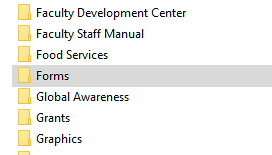 Faculty Development Center
Faculty Staff Manual
Food Services
Forms
Global Awareness
Grants
Graphics